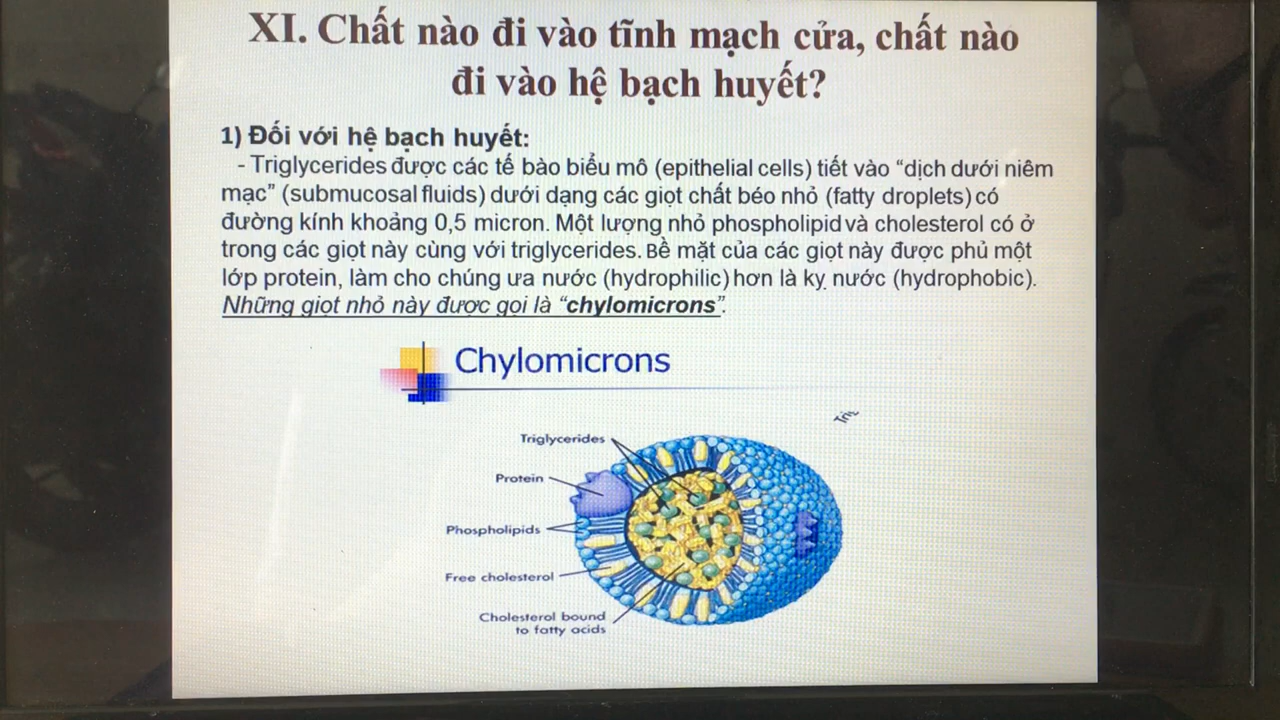 XI. Chất nào đi vào tĩnh mạch cửa, chất nào
đi vào hệ bạch huyết?
1) Đối với hệ bạch huyết:
- Triglycerides được các tế bào biểu mô (epithelial cells) tiết vào “dịch dưới niêm
mạc” (submucosal fluids) dưới dạng các giọt chất béo nhỏ (fatty droplets) có
đường kính khoảng 0,5 micron. Một lượng nhỏ phospholipid và cholesterol có ở
trong các giọt này cùng với triglycerides. Bề mặt của các giọt này được phủ một
lớp protein, làm cho chúng ưa nước (hydrophilic) hơn là kỵ nước (hydrophobic).
Những giọt nhỏ này được gọi là “chylomicrons”.
Chylomicrons
Triglycerides
Protein
Phospholipids
Free cholesterol
Cholesterol bound
to fatty acids